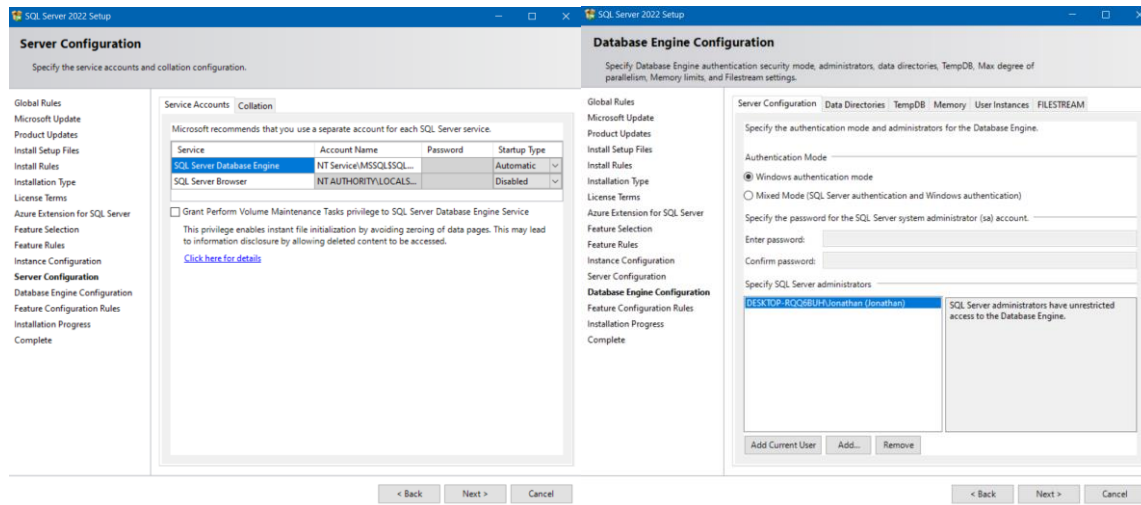 SQL Server 2022 Setup
Server Configuration
Specify the service accounts and collation configuration.
Global Rules
Microsoft Update
Product Updates
Install Setup Files
Install Rules
Installation Type
License Terms
Azure Extension for SQL Server
Feature Selection
Feature Rules
Instance Configuration
Server Configuration
Database Engine Configuration
Feature Configuration Rules
Installation Progress
Complete
Service Accounts Collation
Microsoft recommends that you use a separate account for each SQL Server service.
Service Account Name Password Startup Type
SQL Server Database Engine NT Service\MSSQL$SQL... Automatic
SQL Server Browser NT AUTHORITY\LOCALS... Disabled
Grant Perform Volume Maintenance Tasks privilege to SQL Server Database Engine Service
This privilege enables instant file initialization by avoiding zeroing of data pages. This may lead
to information disclosure by allowing deleted content to be accessed.
Click here for details
< Back Next > Cancel
SQL Server 2022 Setup
Database Engine Configuration
Specify Database Engine authentication security mode, administrators, data directories, TempDB, Max degree of
parallelism, Memory limits, and Filestream settings.
Global Rules
Microsoft Update
Product Updates
Install Setup Files
Install Rules
Installation Type
License Terms
Azure Extension for SQL Server
Feature Selection
Feature Rules
Instance Configuration
Server Configuration
Database Engine Configuration
Feature Configuration Rules
Installation Progress
Complete
Server Configuration Data Directories TempDB Memory User Instances FILESTREAM
Specify the authentication mode and administrators for the Database Engine.
Authentication Mode
Windows authentication mode
Mixed Mode (SQL Server authentication and Windows authentication)
Specify the password for the SQL Server system administrator (sa) account.
Enter password:
Confirm password:
Specify SQL Server administrators
DESKTOP-RQQ6BUH\Jonathan (Jonathan)
SQL Server administrators have unrestricted
access to the Database Engine.
Add Current User Add... Remove
< Back Next > Cancel